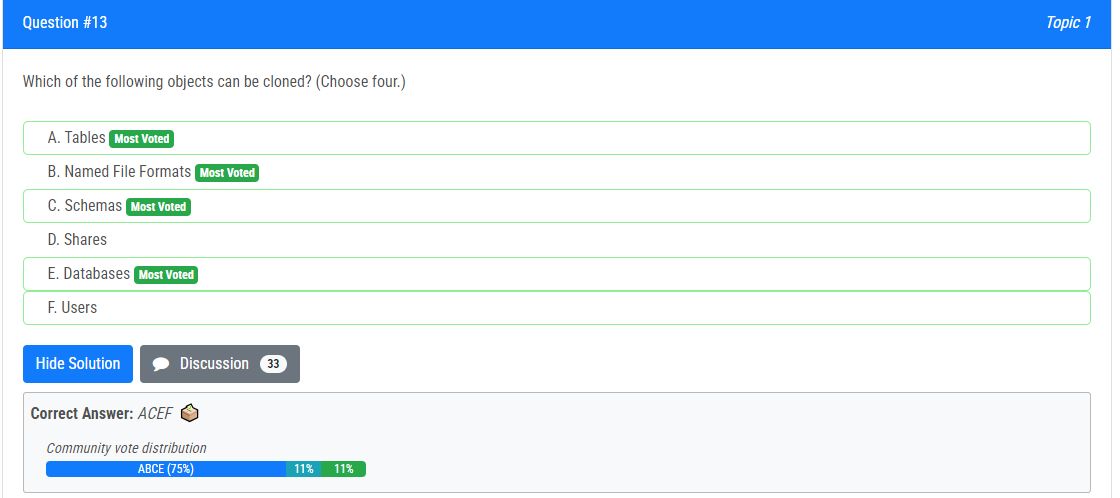 Question #13 Topic 1
Which of the following objects can be cloned? (Choose four.)
A. Tables Most Voted
B. Named File Formats Most Voted
C. Schemas Most Voted
D. Shares
E. Databases Most Voted
F. Users
Hide Solution Discussion 33
Correct Answer: ACEF
Community vote distribution
ABCE (75%) 11% 11%